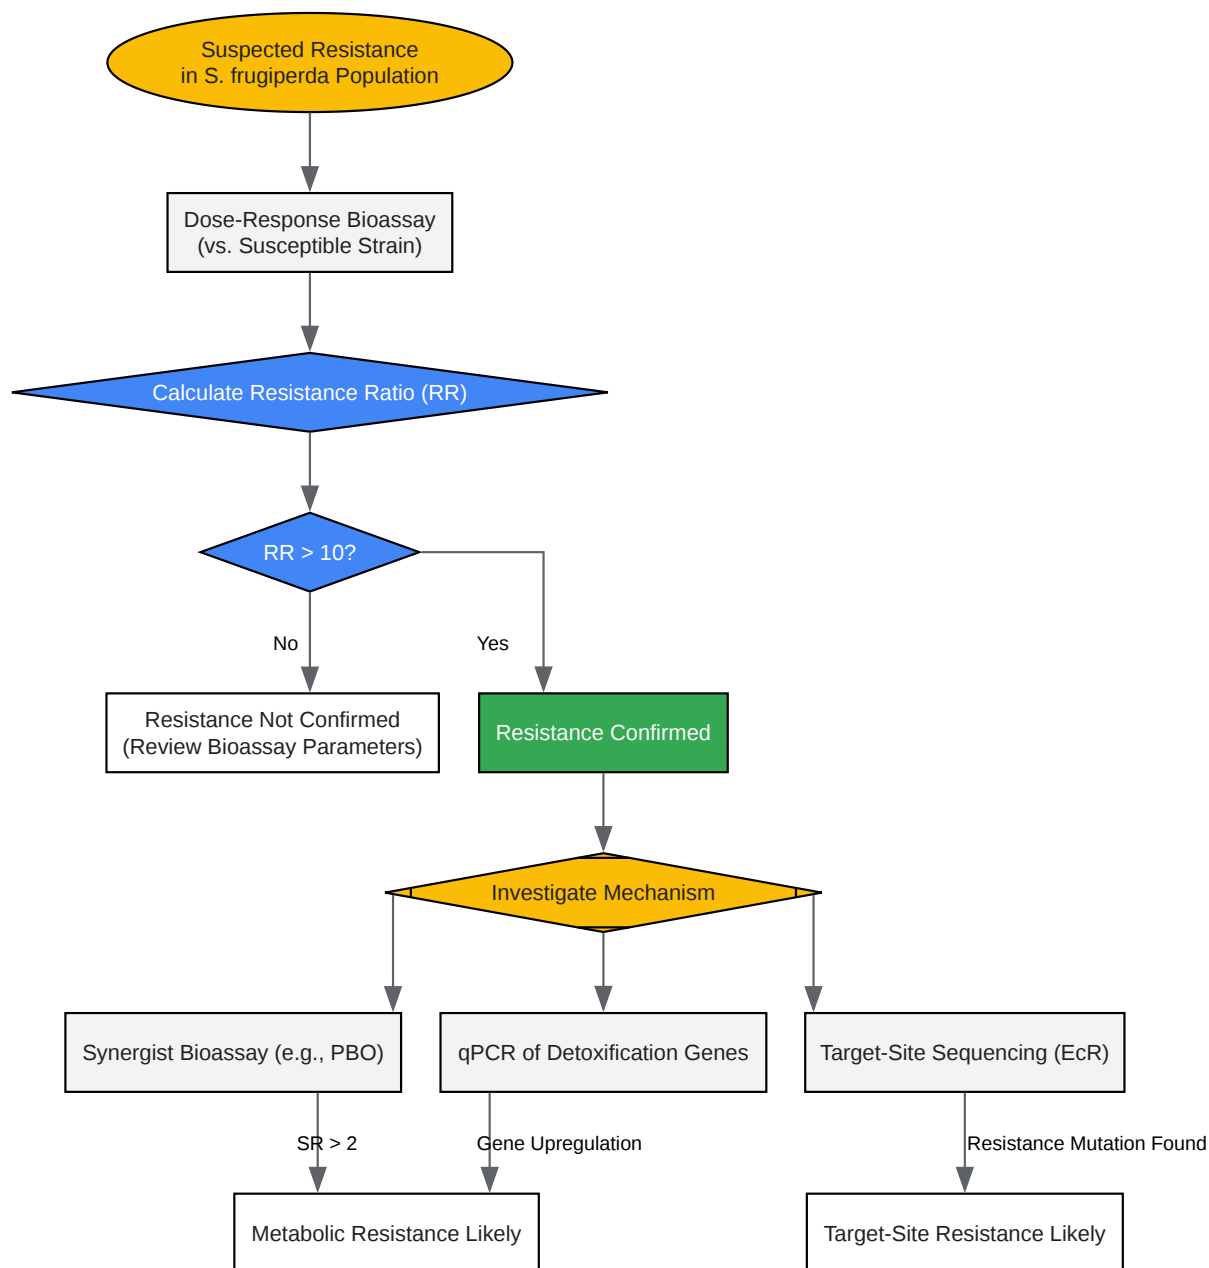 Suspected Resistance
in S. frugiperda Population
Dose-Response Bioassay
(vs. Susceptible Strain)
Calculate Resistance Ratio (RR)
RR > 10?
No
Yes
Resistance Not Confirmed
(Review Bioassay Parameters)
Resistance Confirmed
Investigate Mechanism
Synergist Bioassay (e.g., PBO)
qPCR of Detoxification Genes
Target-Site Sequencing (EcR)
SR > 2
Gene Upregulation
Resistance Mutation Found
Metabolic Resistance Likely
Target-Site Resistance Likely